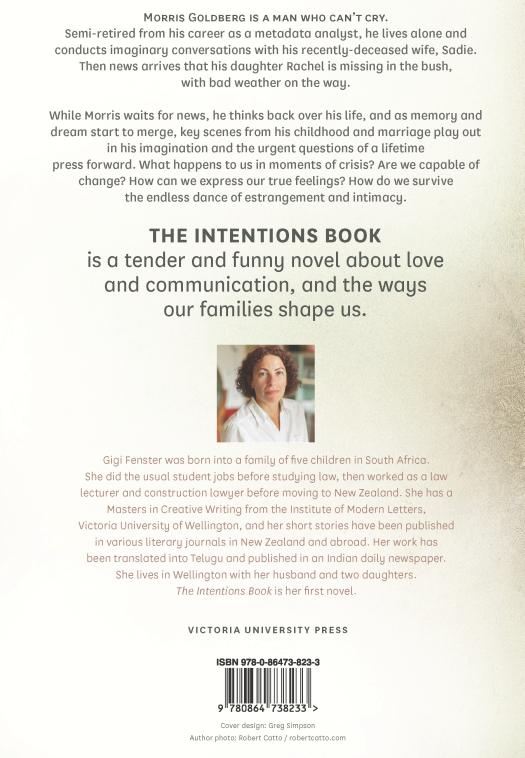 MORRIS GOLDBERG IS A MAN WHO CAN'T CRY.
Semi-retired from his career as a metadata analyst, he lives alone and
conducts imaginary conversations with his recently-deceased wife, Sadie.
Then news arrives that his daughter Rachel is missing in the bush,
with bad weather on the way.
While Morris waits for news, he thinks back over his life, and as memory and
dream start to merge, key scenes from his childhood and marriage play out
in his imagination and the urgent questions of a lifetime
press forward. What happens to us in moments of crisis? Are we capable of
change? How can we express our true feelings? How do we survive
the endless dance of estrangement and intimacy.
THE INTENTIONS BOOK
is a tender and funny novel about love
and communication, and the ways
our families shape us.
Gigi Fenster was born into a family of five children in South Africa.
She did the usual student jobs before studying law, then worked as a law
lecturer and construction lawyer before moving to New Zealand. She has a
Masters in Creative Writing from the Institute of Modern Letters,
Victoria University of Wellington, and her short stories have been published
in various literary journals in New Zealand and abroad. Her work has
been translated into Telugu and published in an Indian daily newspaper.
She lives in Wellington with her husband and two daughters.
The Intentions Book is her first novel.
VICTORIA UNIVERSITY PRESS
ISBN 978-0-86473-823-3
9 780864 738233 >
Cover design: Greg Simpson
Author photo: Robert Catto / robertcatto.com